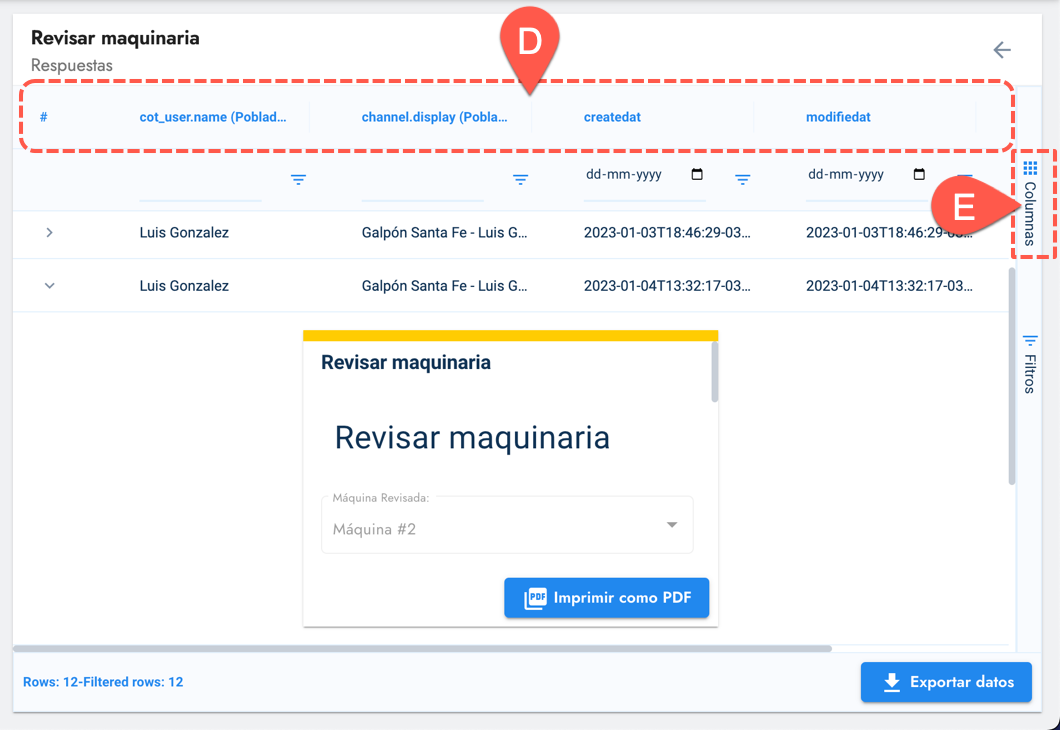 Revisar maquinaria
Respuestas
D
# cot_user.name (Poblad... channel.display (Pobla... createdat modifiedat
dd-mm-yyyy dd-mm-yyyy
Columnas
E
Luis Gonzalez Galpón Santa Fe - Luis G... 2023-01-03T18:46:29-03... 2023-01-03T18:46:29-03...
Luis Gonzalez Galpón Santa Fe - Luis G... 2023-01-04T13:32:17-03... 2023-01-04T13:32:17-03...
Filtros
Revisar maquinaria
Revisar maquinaria
Máquina Revisada:
Máquina #2
PDF Imprimir como PDF
Rows: 12-Filtered rows: 12
Exportar datos